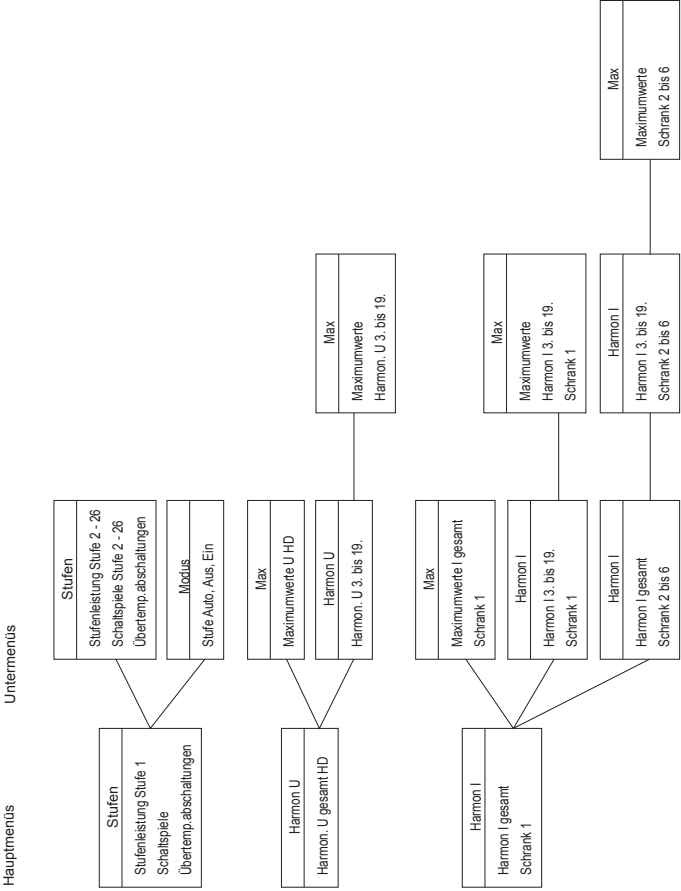 Hauptmenüs
Untermenüs
Stufen
Stufenleistung Stufe 1
Schaltspiele
Übertemp.abschaltungen
Stufen
Stufenleistung Stufe 2 - 26
Schaltspiele Stufe 2 - 26
Übertemp.abschaltungen
Modus
Stufe Auto, Aus, Ein
Harmon U
Harmon. U gesamt HD
Max
Maximumwerte U HD
Harmon U
Harmon. U 3. bis 19.
Max
Maximumwerte
Harmon. U 3. bis 19.
Harmon I
Harmon I gesamt
Schrank 1
Max
Maximumwerte I gesamt
Schrank 1
Harmon I
Harmon I 3. bis 19.
Schrank 1
Max
Maximumwerte
Harmon I 3. bis 19.
Schrank 1
Harmon I
Harmon I gesamt
Schrank 2 bis 6
Harmon I
Harmon I 3. bis 19.
Schrank 2 bis 6
Max
Maximumwerte
Schrank 2 bis 6